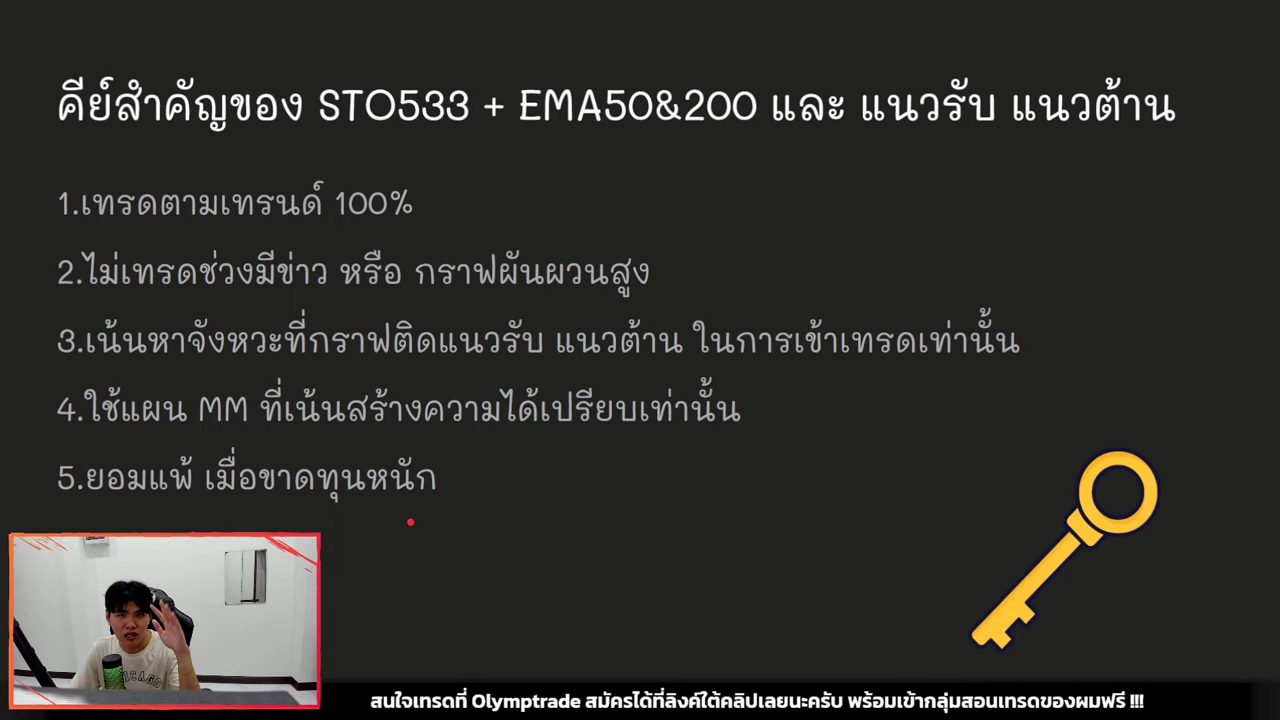 คีย์สำคัญของ STO533 + EMA50&200 และ แนวรับ แนวต้าน
1.เทรดตามเทรนด์ 100%
2.ไม่เทรดช่วงมีข่าว หรือ กราฟผันผวนสูง
3.เน้นหาจังหวะที่กราฟติดแนวรับ แนวต้าน ในการเข้าเทรดเท่านั้น
4.ใช้แผน MM ที่เน้นสร้างความได้เปรียบเท่านั้น
5.ยอมแพ้ เมื่อขาดทุนหนัก
CHICAGO
สนใจเทรดที่ Olymptrade สมัครได้ที่ลิงค์ใต้คลิปเลยนะครับ พร้อมเข้ากลุ่มสอนเทรดของผมฟรี !!!